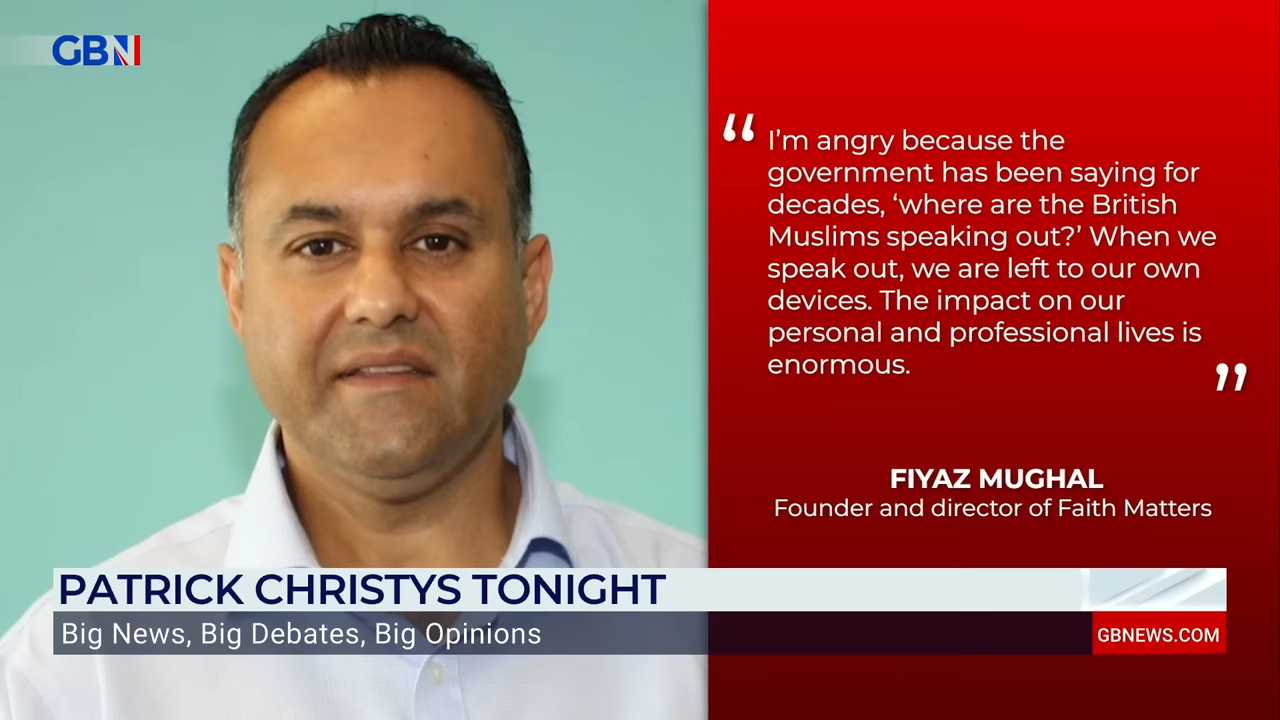 GBN
“ I’m angry because the
government has been saying for
decades, ‘where are the British
Muslims speaking out?’ When we
speak out, we are left to our own
devices. The impact on our
personal and professional lives is
enormous. ”
FIYAZ MUGHAL
Founder and director of Faith Matters
PATRICK CHRISTYS TONIGHT
Big News, Big Debates, Big Opinions
GBNEWS.COM